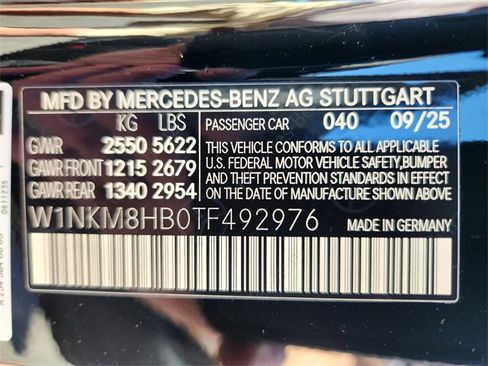 MFD BY MERCEDES-BENZ AG STUTTGART
KG LBS
GVWR 2550 5622
GAWR FRONT 1215 2679
GAWR REAR 1340 2954
PASSENGER CAR 040 09/25
THIS VEHICLE CONFORMS TO ALL APPLICABLE
U.S. FEDERAL MOTOR VEHICLE SAFETY, BUMPER
AND THEFT PREVENTION STANDARDS IN EFFECT ON
THE DATE OF MANUFACTURE SHOWN ABOVE.
W1NKM8HB0TF492976
MADE IN GERMANY